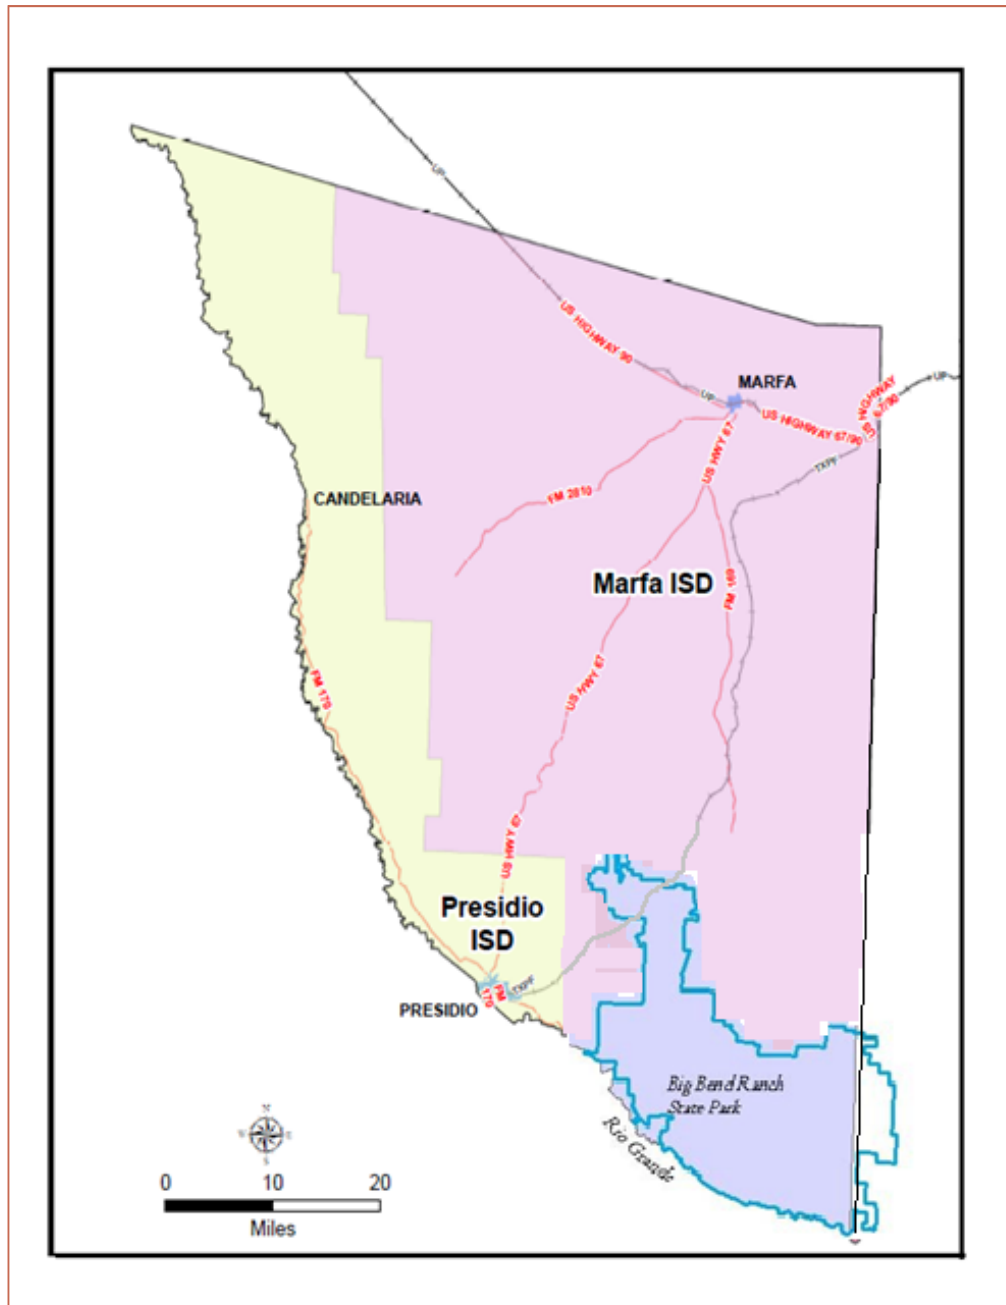 UP
US HIGHWAY 90
UP
MARFA
US HIGHWAY 67/90
US HIGHWAY
67/90
UP
TXPF
US HWY 67
FM 2810
CANDELARIA
Marfa ISD
FM 169
US HWY 67
FM 170
US HWY 67
Presidio
ISD
TXPF
FM
170
PRESIDIO
Big Bend Ranch
State Park
Rio Grande
N
W
E
S
0 10 20
Miles